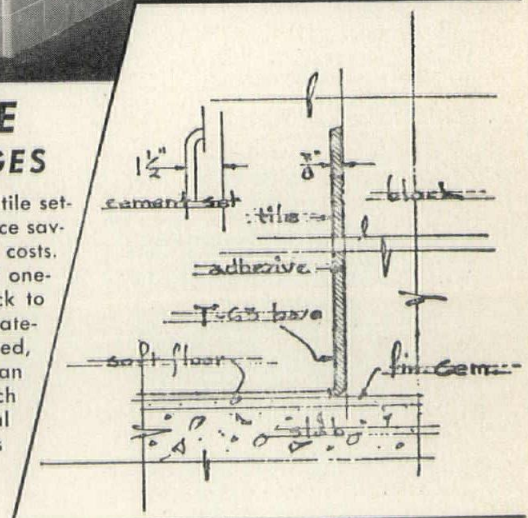 E
GES
tile set-
ce sav-
costs.
one-
ck to
ate-
ed,
an
ch
l
s
1½"
cement set
⅞"
block
tile
adhesive
T-63 base
soft floor
fin. cem.
slab